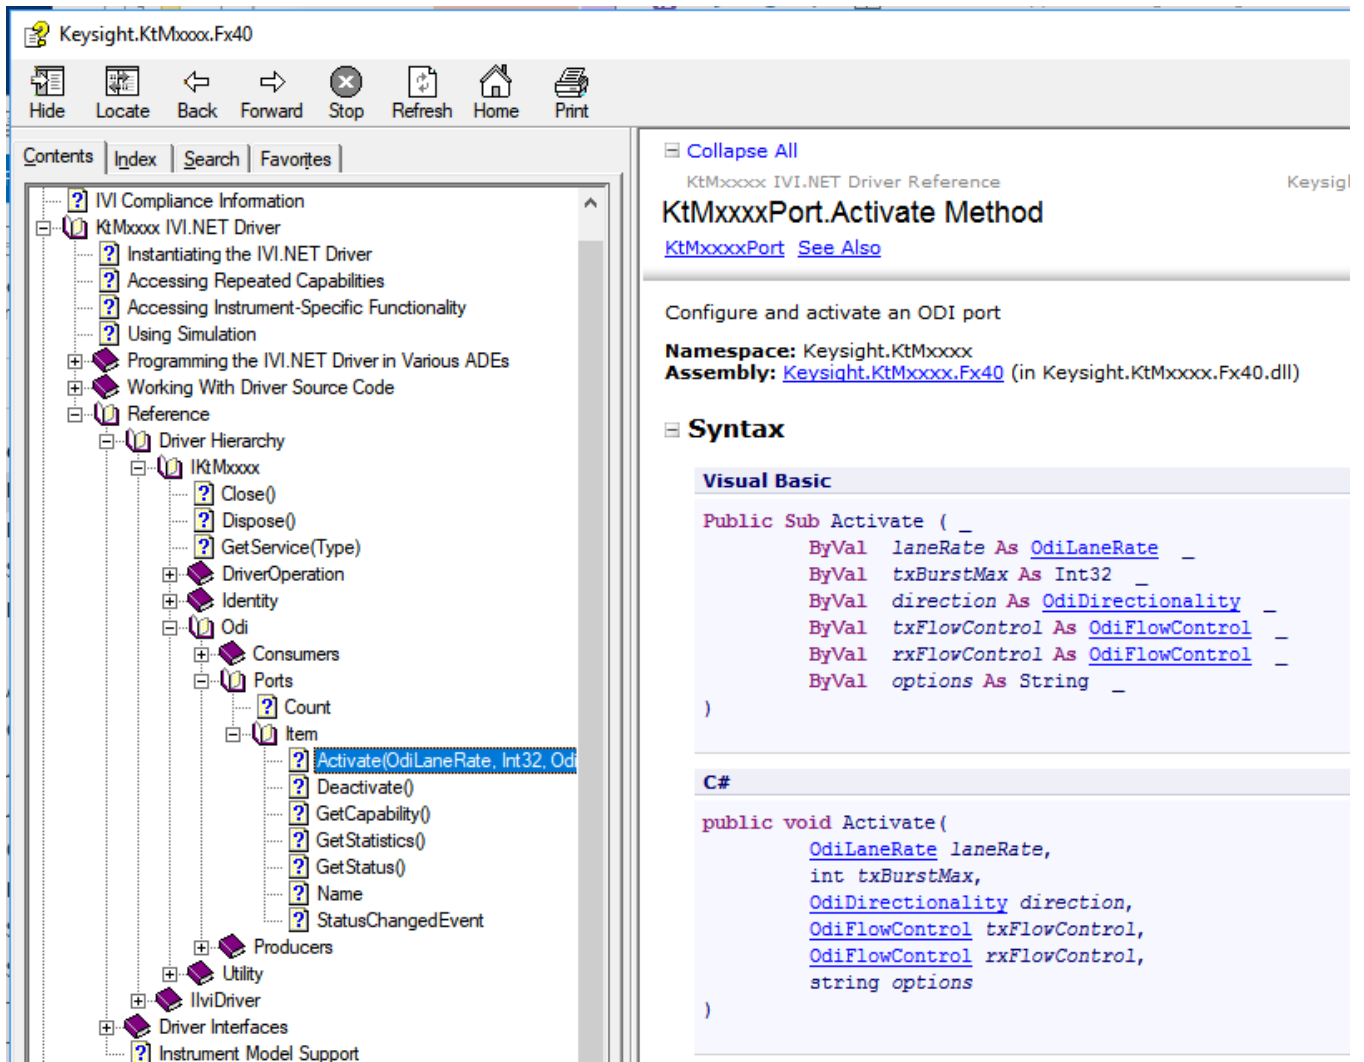 Keysight.KtMxxxx.Fx40
Hide Locate Back Forward Stop Refresh Home Print
Contents Index Search Favorites
IVI Compliance Information
KtMxxxx IVI.NET Driver
Instantiating the IVI.NET Driver
Accessing Repeated Capabilities
Accessing Instrument-Specific Functionality
Using Simulation
Programming the IVI.NET Driver in Various ADEs
Working With Driver Source Code
Reference
Driver Hierarchy
IKtMxxxx
Close()
Dispose()
GetService(Type)
DriverOperation
Identity
Odi
Consumers
Ports
Count
Item
Activate(OdiLaneRate, Int32, Odi
Deactivate()
GetCapability()
GetStatistics()
GetStatus()
Name
StatusChangedEvent
Producers
Utility
IIviDriver
Driver Interfaces
Instrument Model Support
Collapse All
KtMxxxx IVI.NET Driver Reference Keysigh
KtMxxxxPort.Activate Method
KtMxxxxPort See Also
Configure and activate an ODI port
Namespace: Keysight.KtMxxxx
Assembly: Keysight.KtMxxxx.Fx40 (in Keysight.KtMxxxx.Fx40.dll)
Syntax
Visual Basic
Public Sub Activate ( _
ByVal laneRate As OdiLaneRate _
ByVal txBurstMax As Int32 _
ByVal direction As OdiDirectionality _
ByVal txFlowControl As OdiFlowControl _
ByVal rxFlowControl As OdiFlowControl _
ByVal options As String _
)
C#
public void Activate(
OdiLaneRate laneRate,
int txBurstMax,
OdiDirectionality direction,
OdiFlowControl txFlowControl,
OdiFlowControl rxFlowControl,
string options
)